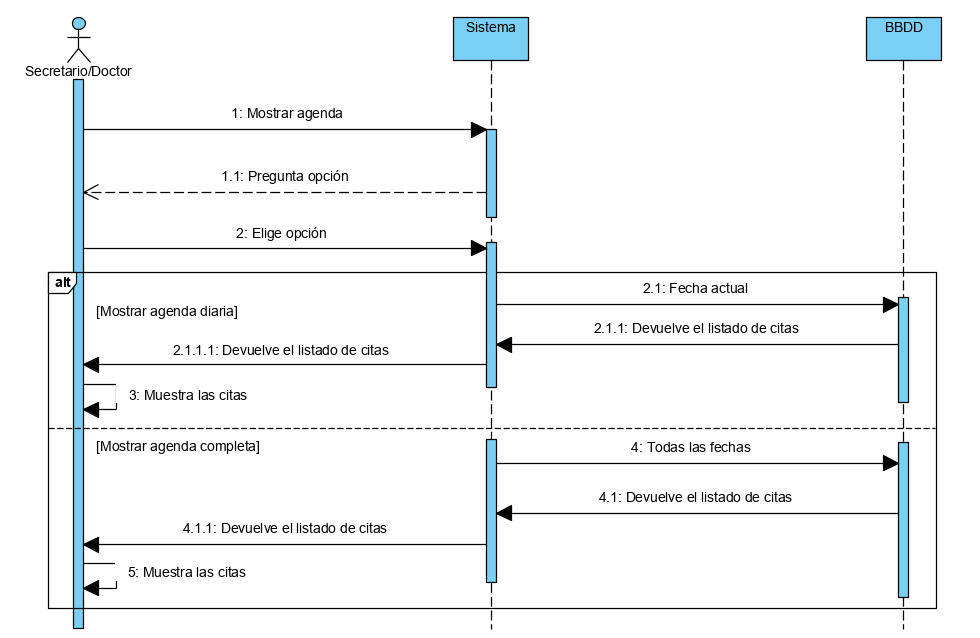 Secretario/Doctor
Sistema
BBDD
1: Mostrar agenda
1.1: Pregunta opción
2: Elige opción
alt
[Mostrar agenda diaria]
2.1: Fecha actual
2.1.1: Devuelve el listado de citas
2.1.1.1: Devuelve el listado de citas
3: Muestra las citas
[Mostrar agenda completa]
4: Todas las fechas
4.1: Devuelve el listado de citas
4.1.1: Devuelve el listado de citas
5: Muestra las citas